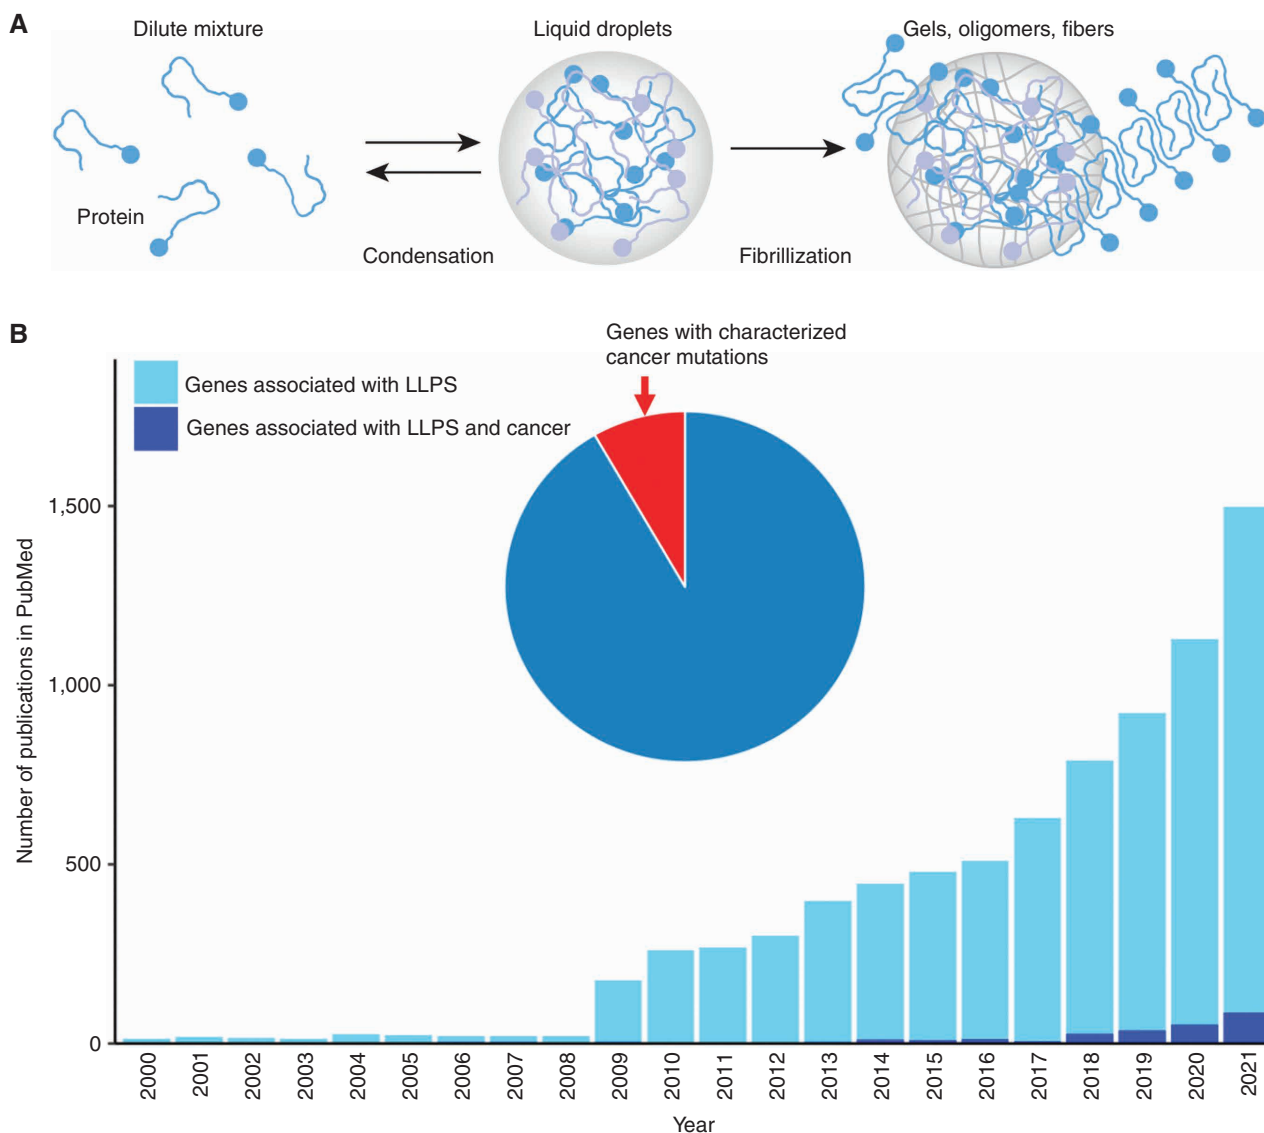 A
Dilute mixture
Liquid droplets
Gels, oligomers, fibers
Protein
Condensation
Fibrillization
B
Genes with characterized
cancer mutations
Genes associated with LLPS
Genes associated with LLPS and cancer
Number of publications in PubMed
1,500
1,000
500
0
2000
2001
2002
2003
2004
2005
2006
2007
2008
2009
2010
2011
2012
2013
2014
2015
2016
2017
2018
2019
2020
2021
Year